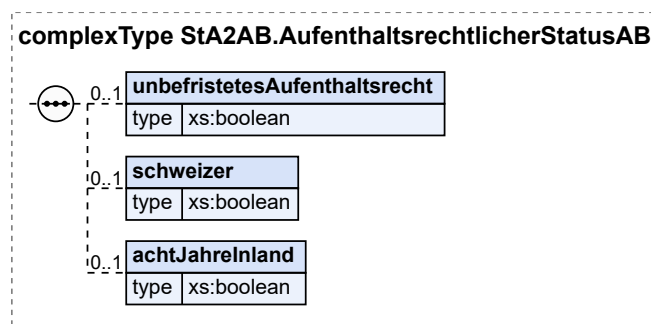 complexType StA2AB.AufenthaltsrechtlicherStatusAB
0..1 unbefristetesAufenthaltsrecht
type xs:boolean
0..1 schweizer
type xs:boolean
0..1 achtJahreInland
type xs:boolean